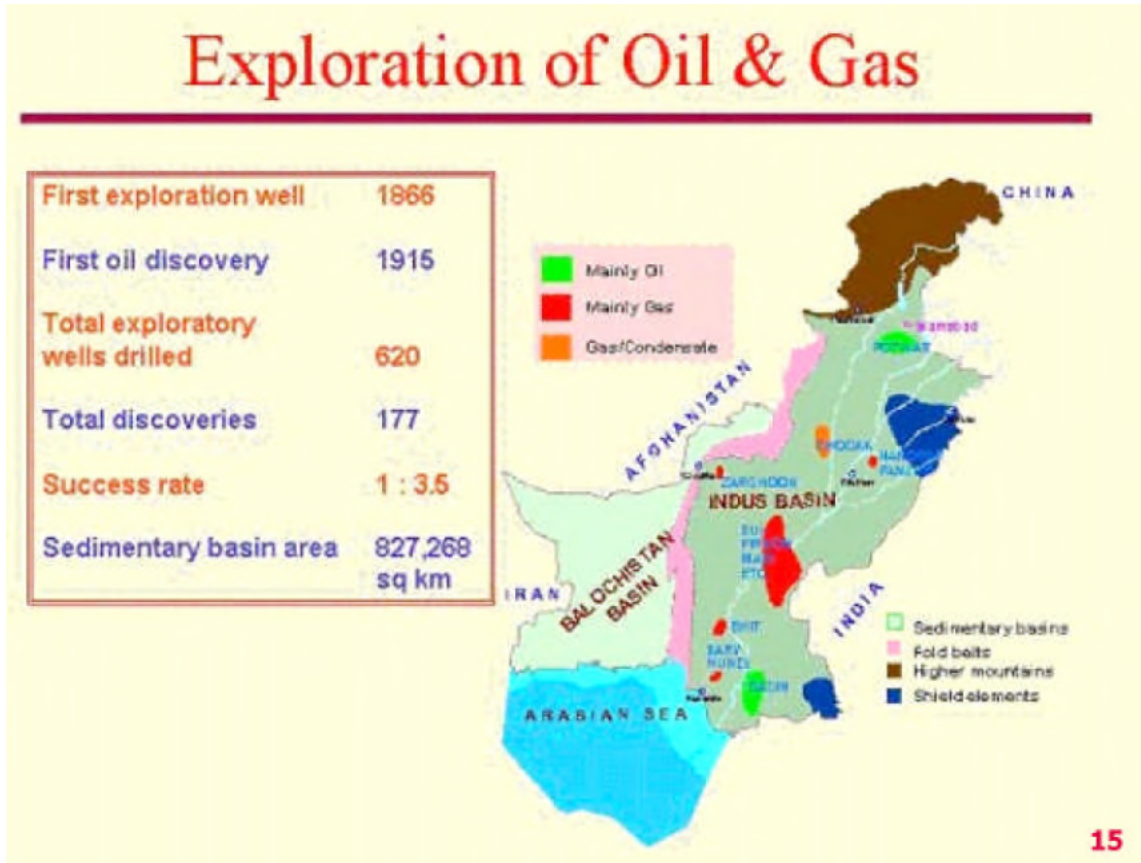 Exploration of Oil & Gas
First exploration well 1866
First oil discovery 1915
Total exploratory
wells drilled 620
Total discoveries 177
Success rate 1 : 3.5
Sedimentary basin area 827,268
sq km
Mainly Oil
Mainly Gas
Gas/Condensate
CHINA
AFGHANISTAN
IRAN
INDIA
INDUS BASIN
BALOCHISTAN
BASIN
ARABIAN SEA
Islamabad
ZARGHOON
BADIN
Sedimentary basins
Fold belts
Higher mountains
Shield elements
15